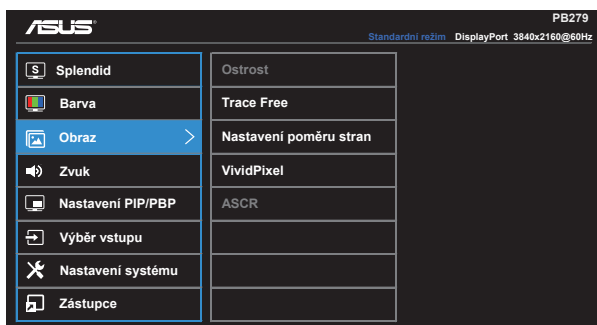 PB279
ASUS
Standardní režim DisplayPort 3840x2160@60Hz
S Splendid
Barva
Obraz
Zvuk
Nastavení PIP/PBP
Výběr vstupu
Nastavení systému
Zástupce
Ostrost
Trace Free
Nastavení poměru stran
VividPixel
ASCR